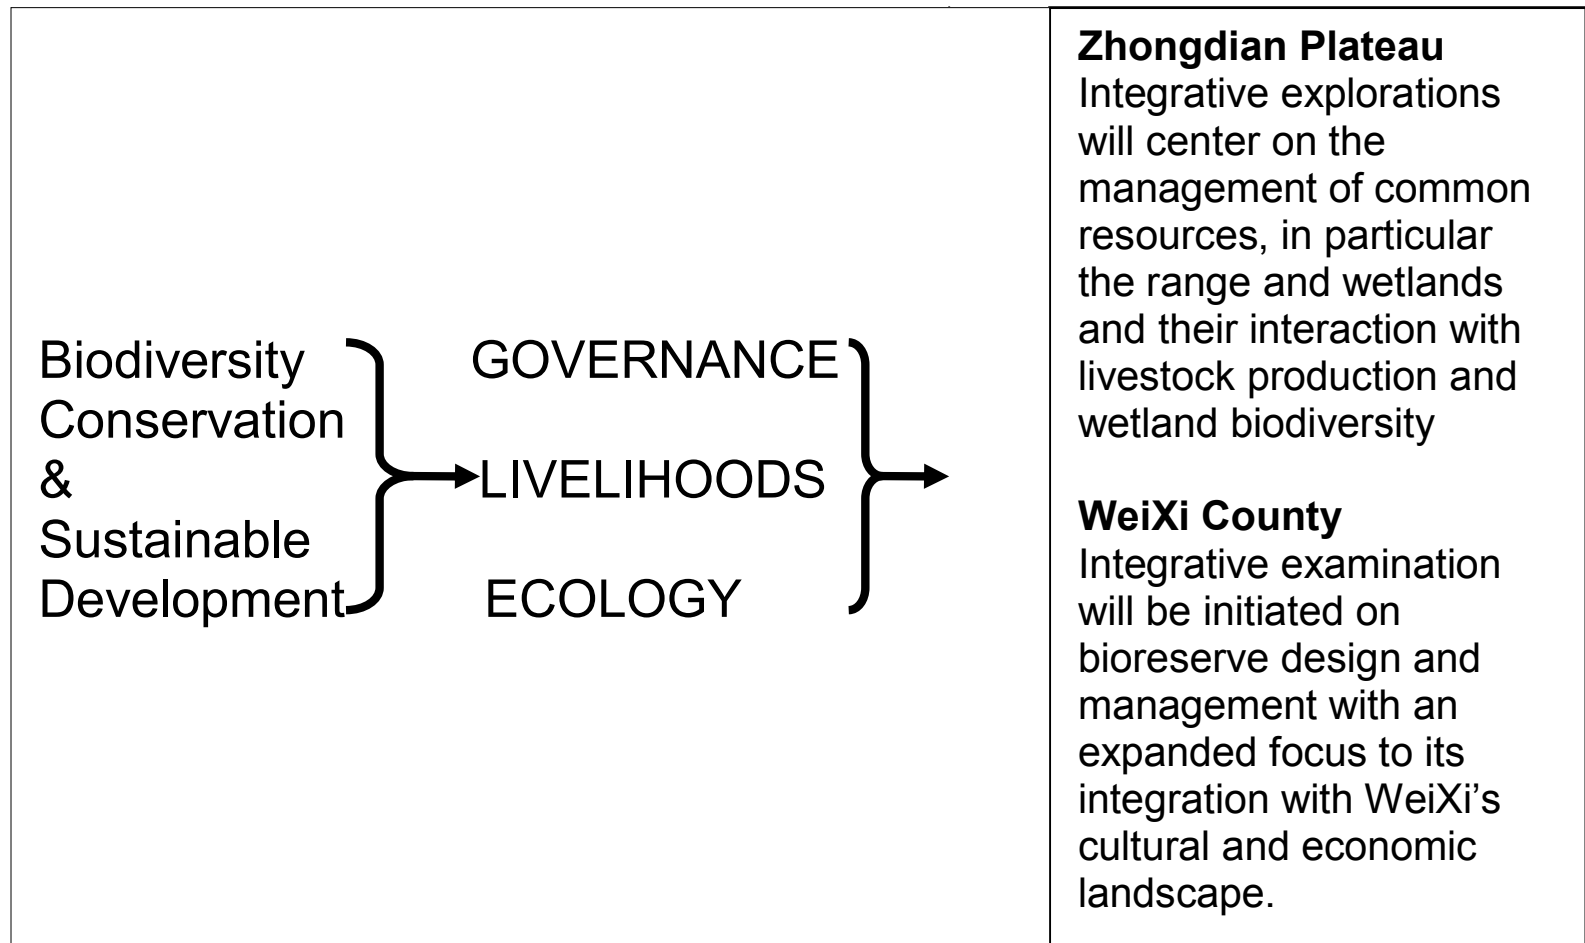 Biodiversity
Conservation
&
Sustainable
Development
GOVERNANCE
LIVELIHOODS
ECOLOGY
Zhongdian Plateau
Integrative explorations
will center on the
management of common
resources, in particular
the range and wetlands
and their interaction with
livestock production and
wetland biodiversity
WeiXi County
Integrative examination
will be initiated on
bioreserve design and
management with an
expanded focus to its
integration with WeiXi’s
cultural and economic
landscape.